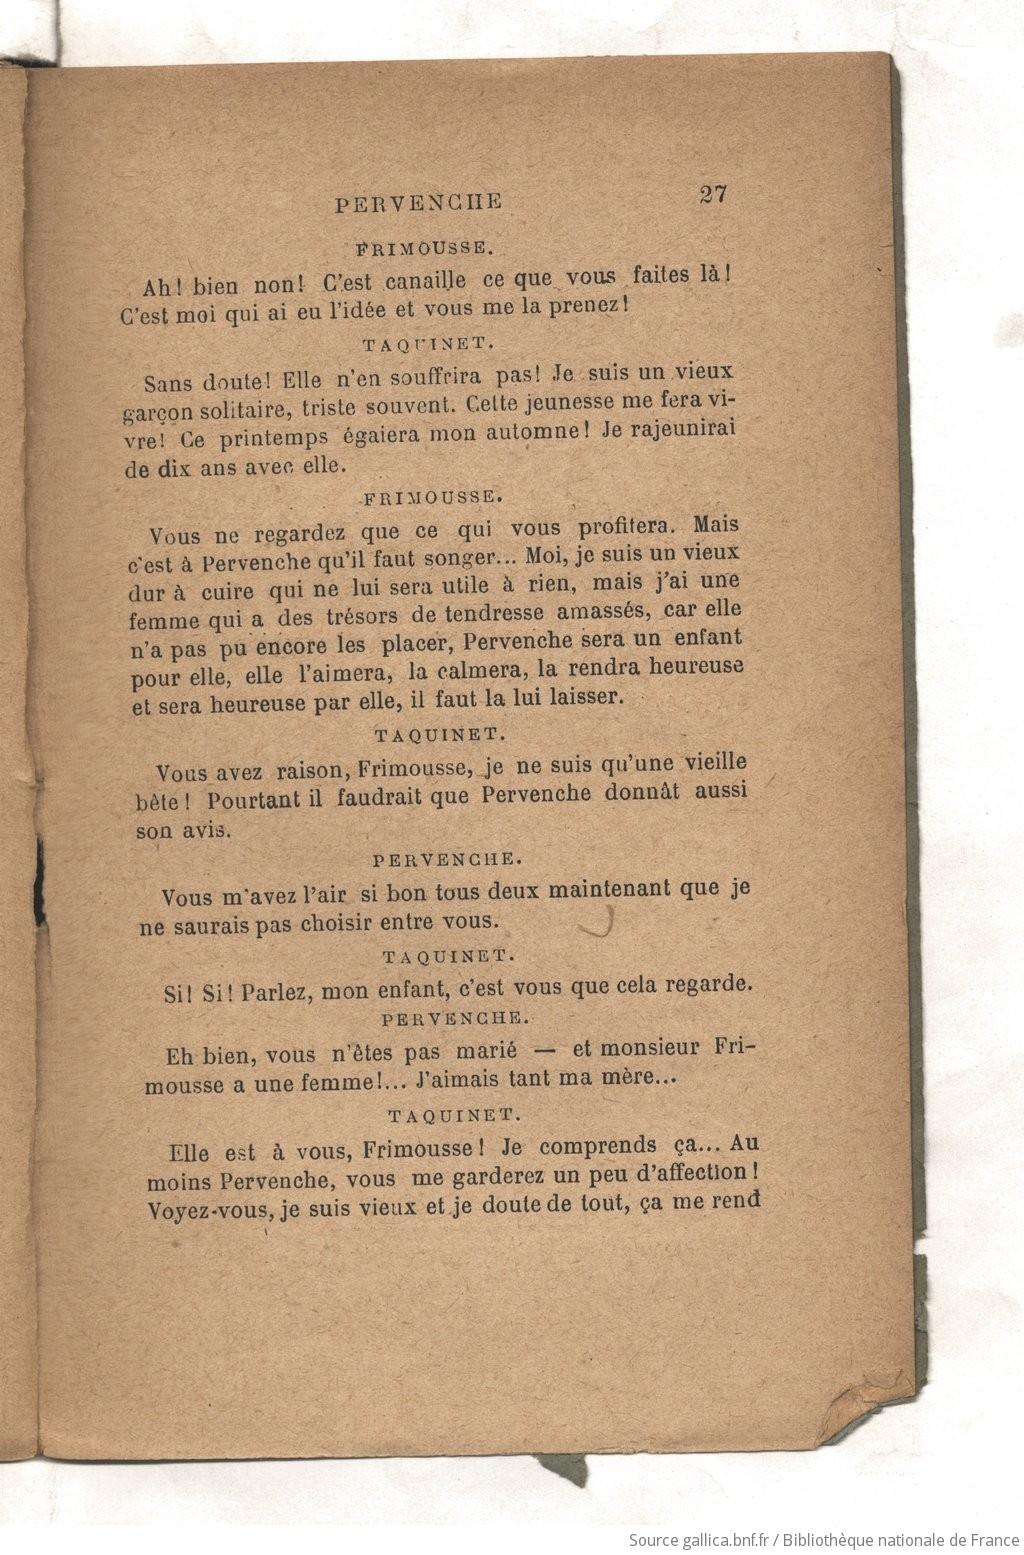 PERVENCHE 27
FRIMOUSSE.
Ah! bien non! C'est canaille ce que vous faites là!
C'est moi qui ai eu l'idée et vous me la prenez!
TAQUINET.
Sans doute! Elle n'en souffrira pas! Je suis un vieux
garçon solitaire, triste souvent. Cette jeunesse me fera vi-
vre! Ce printemps égaiera mon automne! Je rajeunirai
de dix ans avec elle.
FRIMOUSSE.
Vous ne regardez que ce qui vous profitera. Mais
c'est à Pervenche qu'il faut songer... Moi, je suis un vieux
dur à cuire qui ne lui sera utile à rien, mais j'ai une
femme qui a des trésors de tendresse amassés, car elle
n'a pas pu encore les placer, Pervenche sera un enfant
pour elle, elle l'aimera, la calmera, la rendra heureuse
et sera heureuse par elle, il faut la lui laisser.
TAQUINET.
Vous avez raison, Frimousse, je ne suis qu'une vieille
bête! Pourtant il faudrait que Pervenche donnât aussi
son avis.
PERVENCHE.
Vous m'avez l'air si bon tous deux maintenant que je
ne saurais pas choisir entre vous.
TAQUINET.
Si! Si! Parlez, mon enfant, c'est vous que cela regarde.
PERVENCHE.
Eh bien, vous n'êtes pas marié — et monsieur Fri-
mousse a une femme!... J'aimais tant ma mère...
TAQUINET.
Elle est à vous, Frimousse! Je comprends ça... Au
moins Pervenche, vous me garderez un peu d'affection!
Voyez-vous, je suis vieux et je doute de tout, ça me rend
Source gallica.bnf.fr / Bibliothèque nationale de France